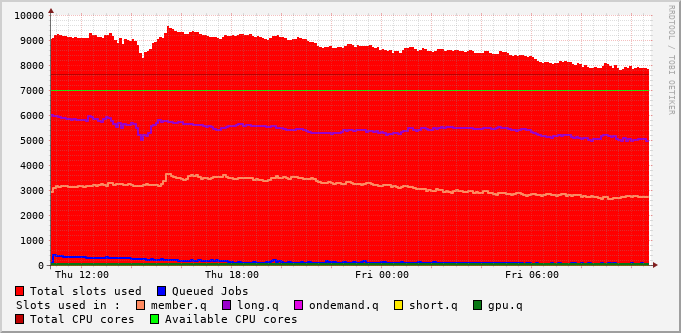 10000
9000
8000
7000
6000
5000
4000
3000
2000
1000
0
Thu 12:00 Thu 18:00 Fri 00:00 Fri 06:00
RRDTOOL / TOBI OETIKER
Total slots used Queued Jobs
Slots used in : member.q long.q ondemand.q short.q gpu.q
Total CPU cores Available CPU cores